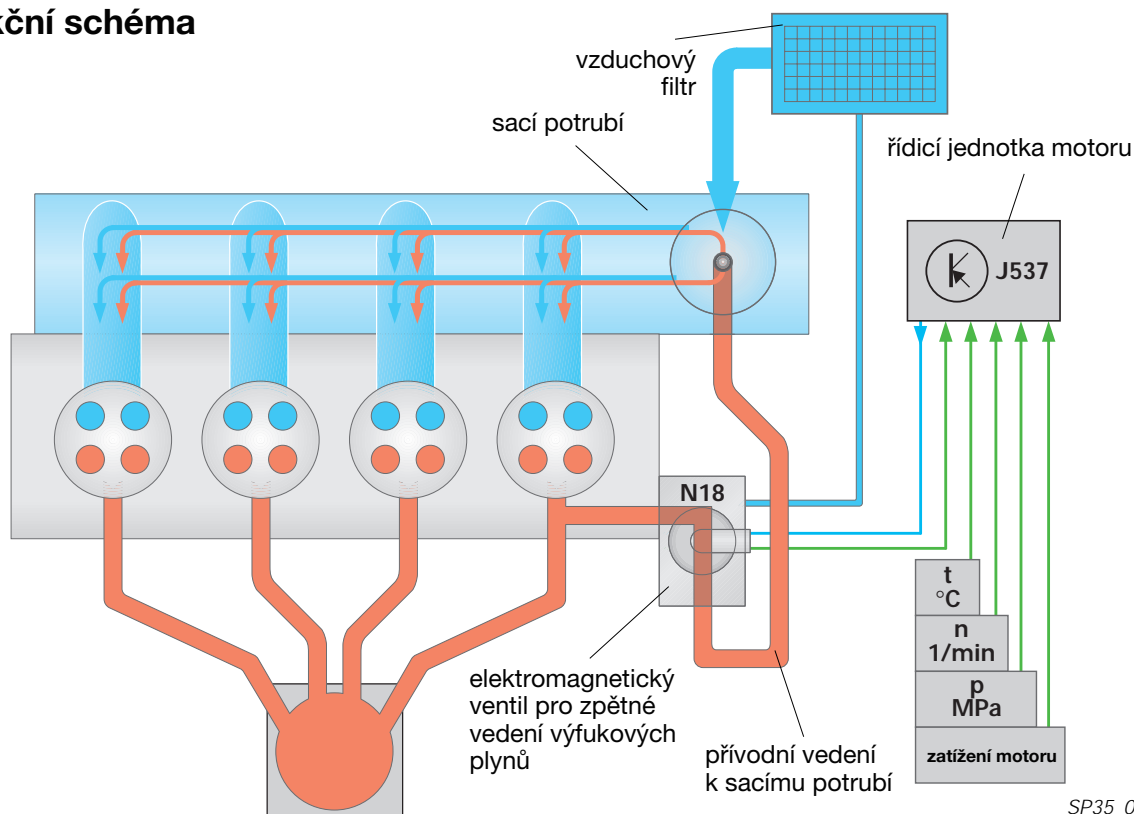 kční schéma
vzduchový
filtr
sací potrubí
řídicí jednotka motoru
J537
N18
t
°C
n
1/min
p
MPa
zatížení motoru
elektromagnetický
ventil pro zpětné
vedení výfukových
plynů
přívodní vedení
k sacímu potrubí
SP35_0